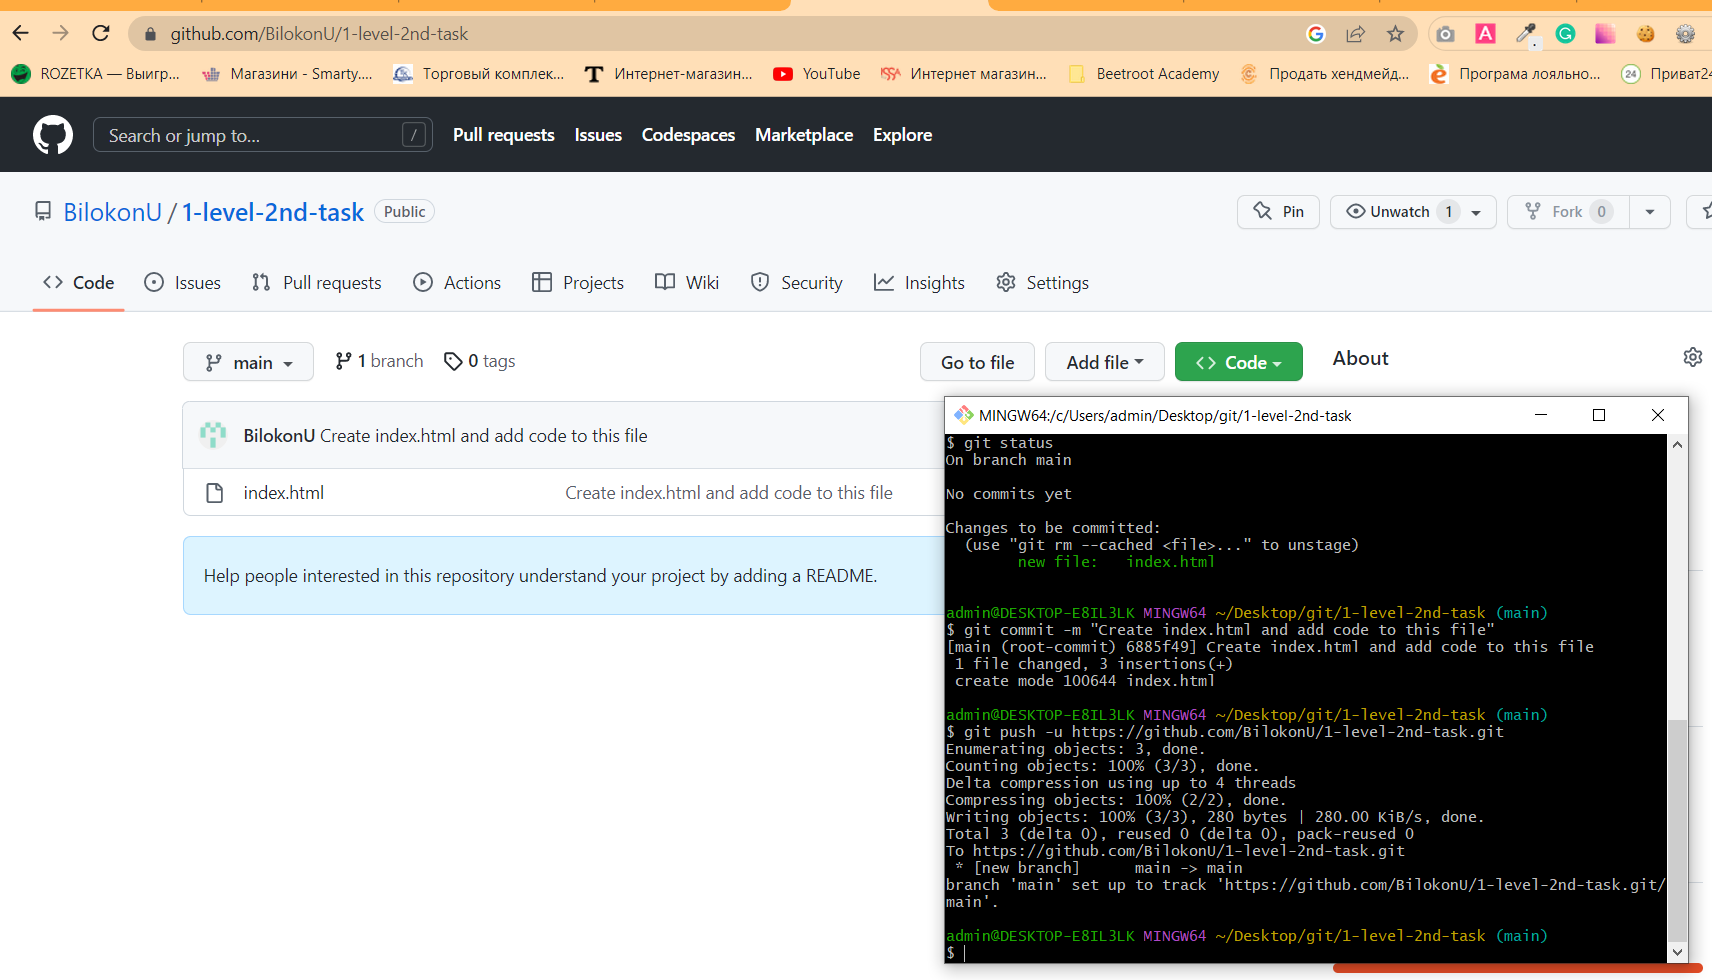 github.com/BilokonU/1-level-2nd-task
ROZETKA — Выигр...
Магазини - Smarty....
Торговый комплек...
Интернет-магазин...
YouTube
Интернет магазин...
Beetroot Academy
Продать хендмейд...
Програма лояльно...
24
Приват24
Search or jump to...
/
Pull requests
Issues
Codespaces
Marketplace
Explore
BilokonU / 1-level-2nd-task
Public
Pin
Unwatch 1
Fork 0
Code
Issues
Pull requests
Actions
Projects
Wiki
Security
Insights
Settings
main
1 branch
0 tags
Go to file
Add file
Code
About
BilokonU Create index.html and add code to this file
index.html
Create index.html and add code to this file
Help people interested in this repository understand your project by adding a README.
MINGW64:/c/Users/admin/Desktop/git/1-level-2nd-task
$ git status
On branch main
No commits yet
Changes to be committed:
(use "git rm --cached <file>..." to unstage)
new file:   index.html
admin@DESKTOP-E8IL3LK MINGW64 ~/Desktop/git/1-level-2nd-task (main)
$ git commit -m "Create index.html and add code to this file"
[main (root-commit) 6885f49] Create index.html and add code to this file
1 file changed, 3 insertions(+)
create mode 100644 index.html
admin@DESKTOP-E8IL3LK MINGW64 ~/Desktop/git/1-level-2nd-task (main)
$ git push -u https://github.com/BilokonU/1-level-2nd-task.git
Enumerating objects: 3, done.
Counting objects: 100% (3/3), done.
Delta compression using up to 4 threads
Compressing objects: 100% (2/2), done.
Writing objects: 100% (3/3), 280 bytes | 280.00 KiB/s, done.
Total 3 (delta 0), reused 0 (delta 0), pack-reused 0
To https://github.com/BilokonU/1-level-2nd-task.git
* [new branch]      main -> main
branch 'main' set up to track 'https://github.com/BilokonU/1-level-2nd-task.git/
main'.
admin@DESKTOP-E8IL3LK MINGW64 ~/Desktop/git/1-level-2nd-task (main)
$